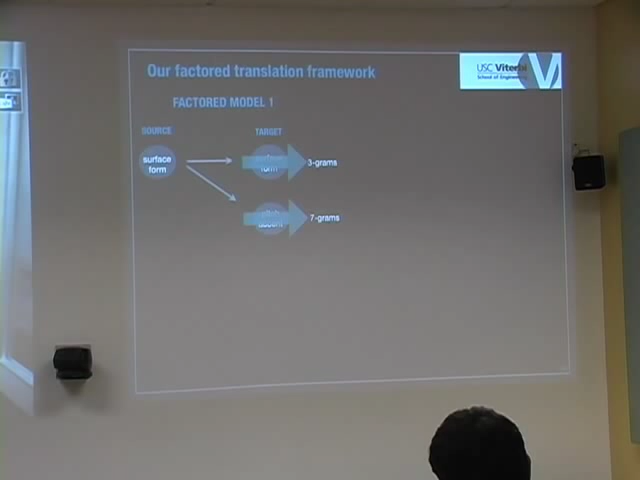 Our factored translation framework
USC Viterbi
School of Engineering
FACTORED MODEL 1
SOURCE
TARGET
surface
form
form
3-grams
7-grams